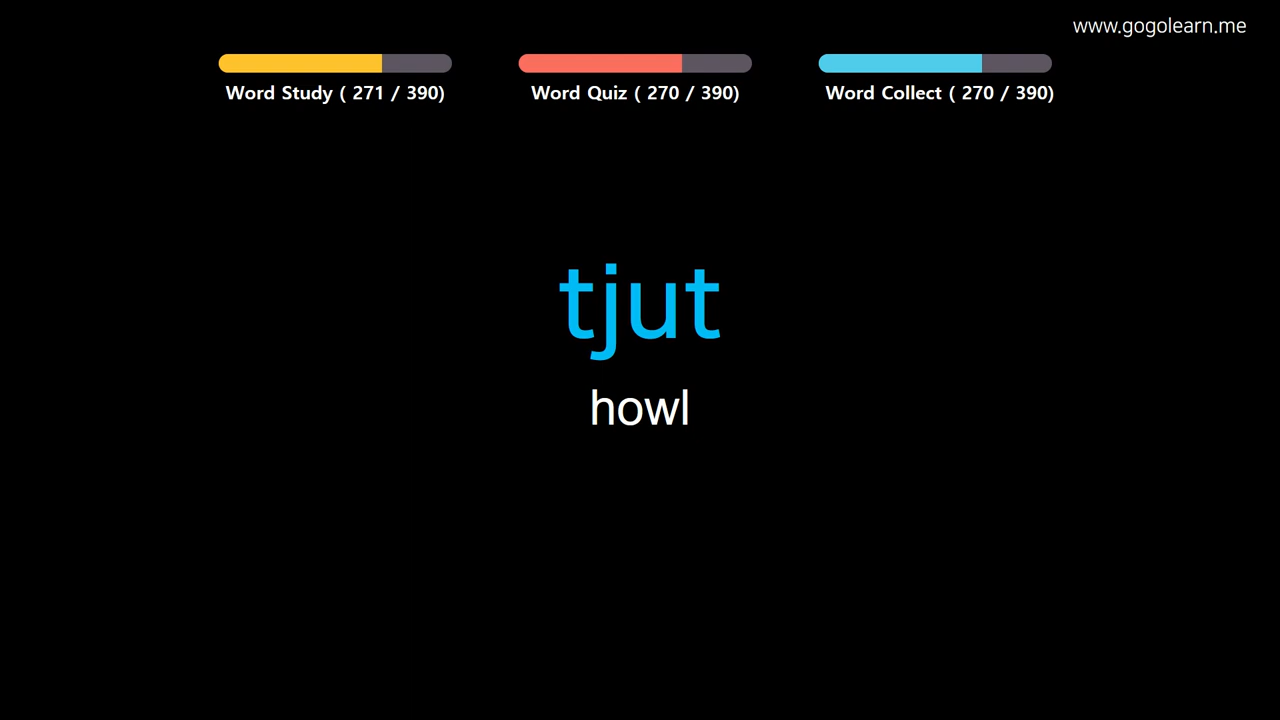 www.gogolearn.me
Word Study ( 271 / 390)
Word Quiz ( 270 / 390)
Word Collect ( 270 / 390)
tjut
howl